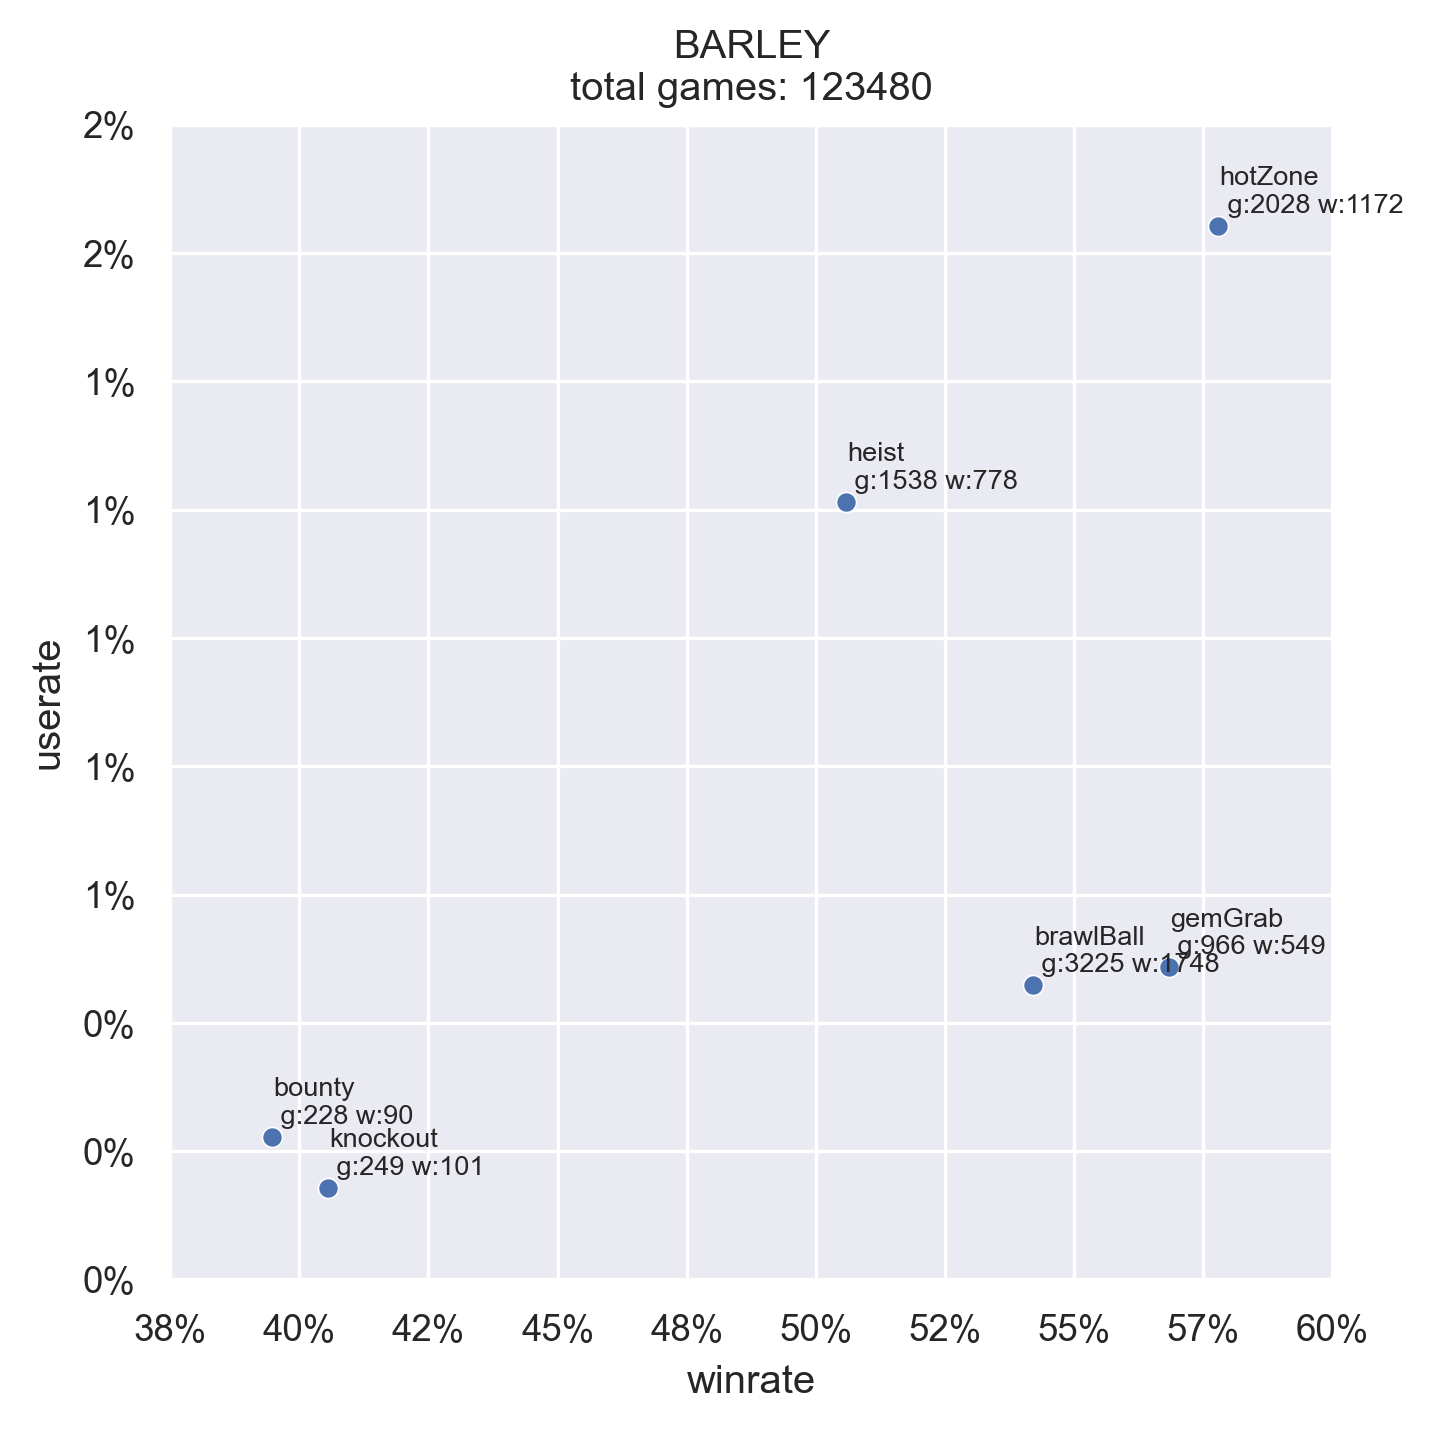 BARLEY
total games: 123480
2%
2%
1%
1%
1%
1%
1%
0%
0%
0%
userate
hotZone
g:2028 w:1172
heist
g:1538 w:778
gemGrab
g:966 w:549
brawlBall
g:3225 w:1748
bounty
g:228 w:90
knockout
g:249 w:101
38% 40% 42% 45% 48% 50% 52% 55% 57% 60%
winrate